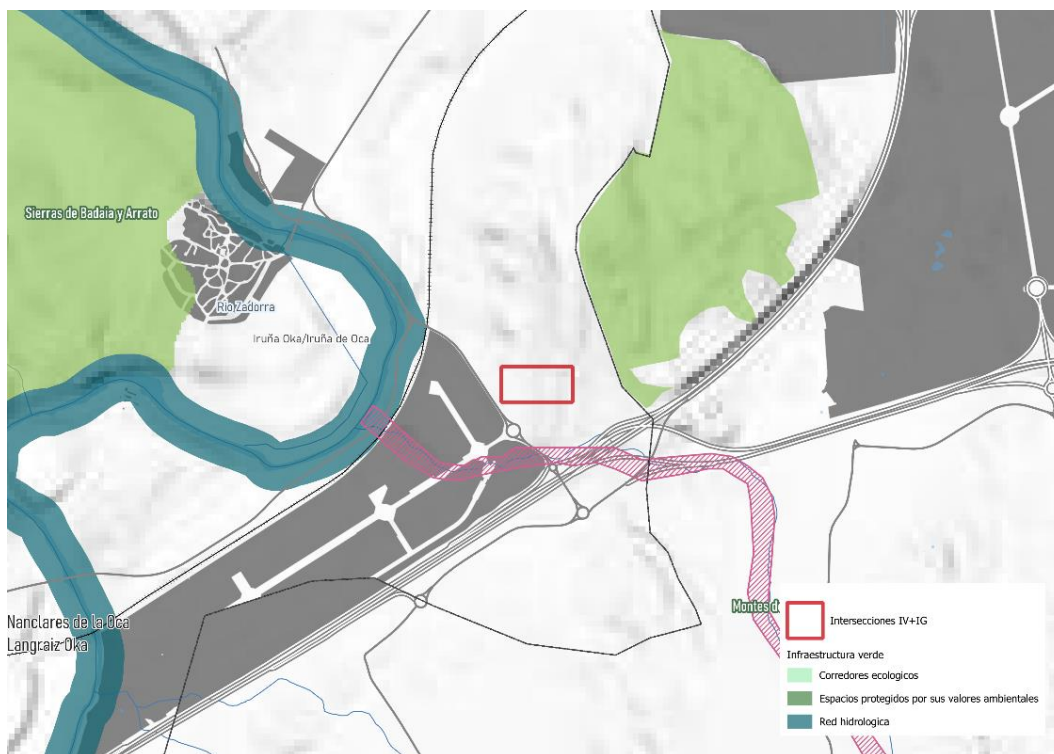 Sierras de Badaia y Arrato
Río Zadorra
Iruña Oka/Iruña de Oca
Nanclares de la Oca
Langraiz Oka
Montes d
Intersecciones IV+IG
Infraestructura verde
Corredores ecologicos
Espacios protegidos por sus valores ambientales
Red hidrologica